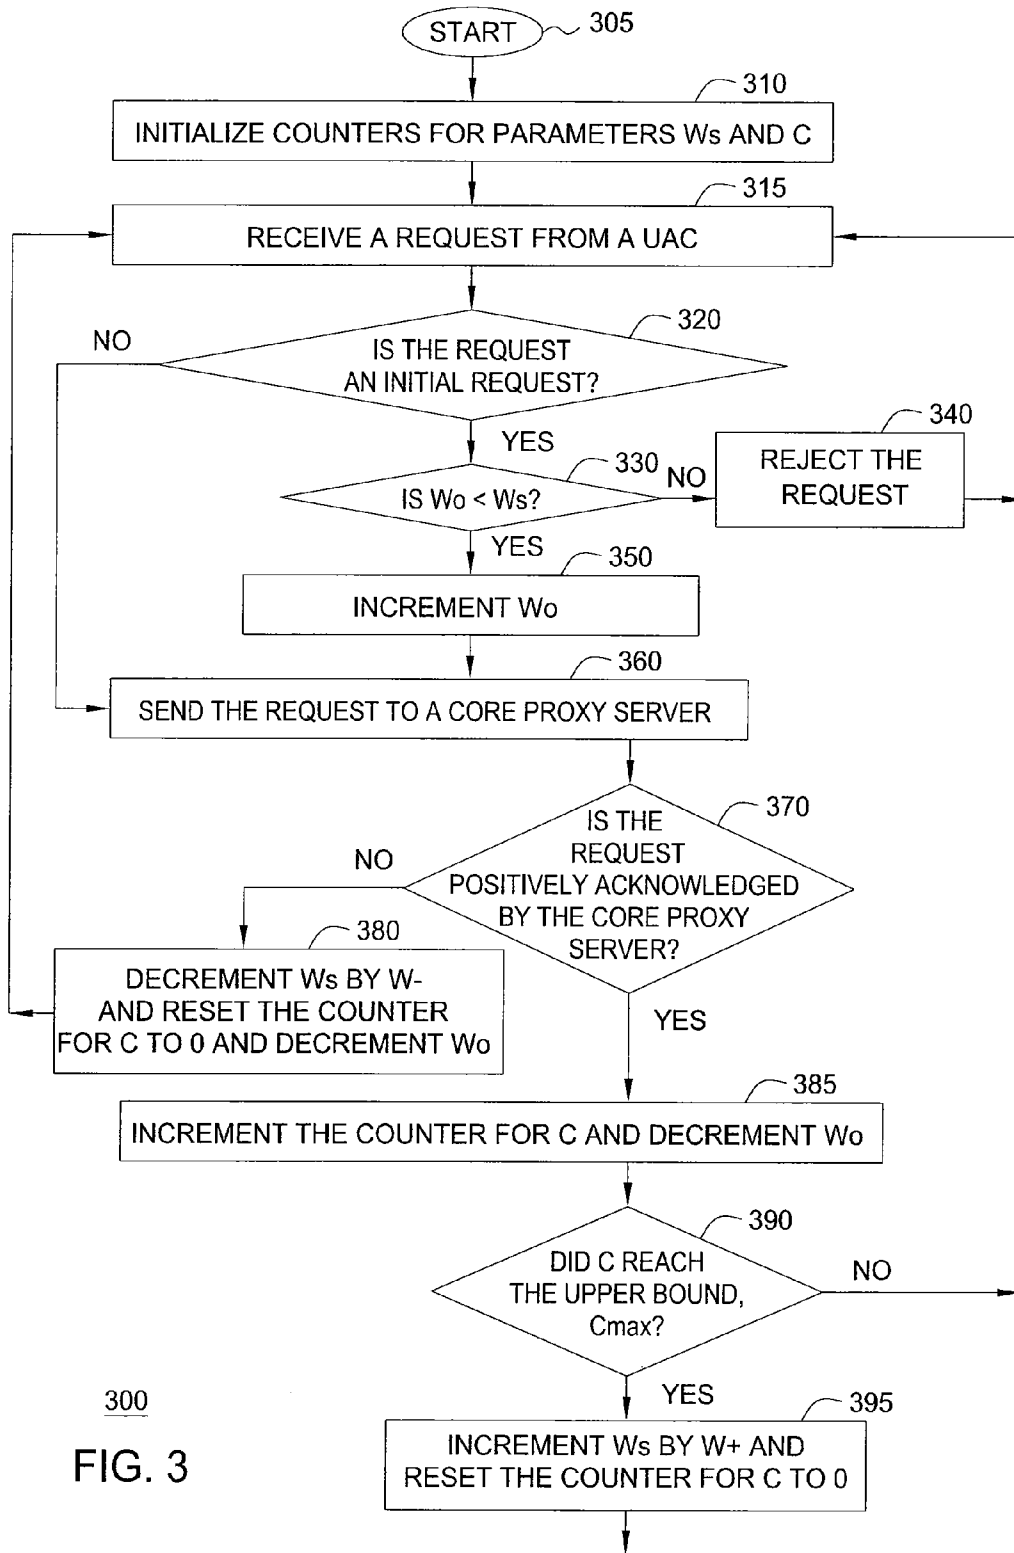 START
305
310
INITIALIZE COUNTERS FOR PARAMETERS Ws AND C
315
RECEIVE A REQUEST FROM A UAC
320
NO
IS THE REQUEST
AN INITIAL REQUEST?
YES
330
IS Wo < Ws?
NO
340
REJECT THE
REQUEST
YES
350
INCREMENT Wo
360
SEND THE REQUEST TO A CORE PROXY SERVER
370
IS THE
REQUEST
POSITIVELY ACKNOWLEDGED
BY THE CORE PROXY
SERVER?
NO
380
DECREMENT Ws BY W-
AND RESET THE COUNTER
FOR C TO 0 AND DECREMENT Wo
YES
385
INCREMENT THE COUNTER FOR C AND DECREMENT Wo
390
DID C REACH
THE UPPER BOUND,
Cmax?
NO
YES
395
INCREMENT Ws BY W+ AND
RESET THE COUNTER FOR C TO 0
300
FIG. 3